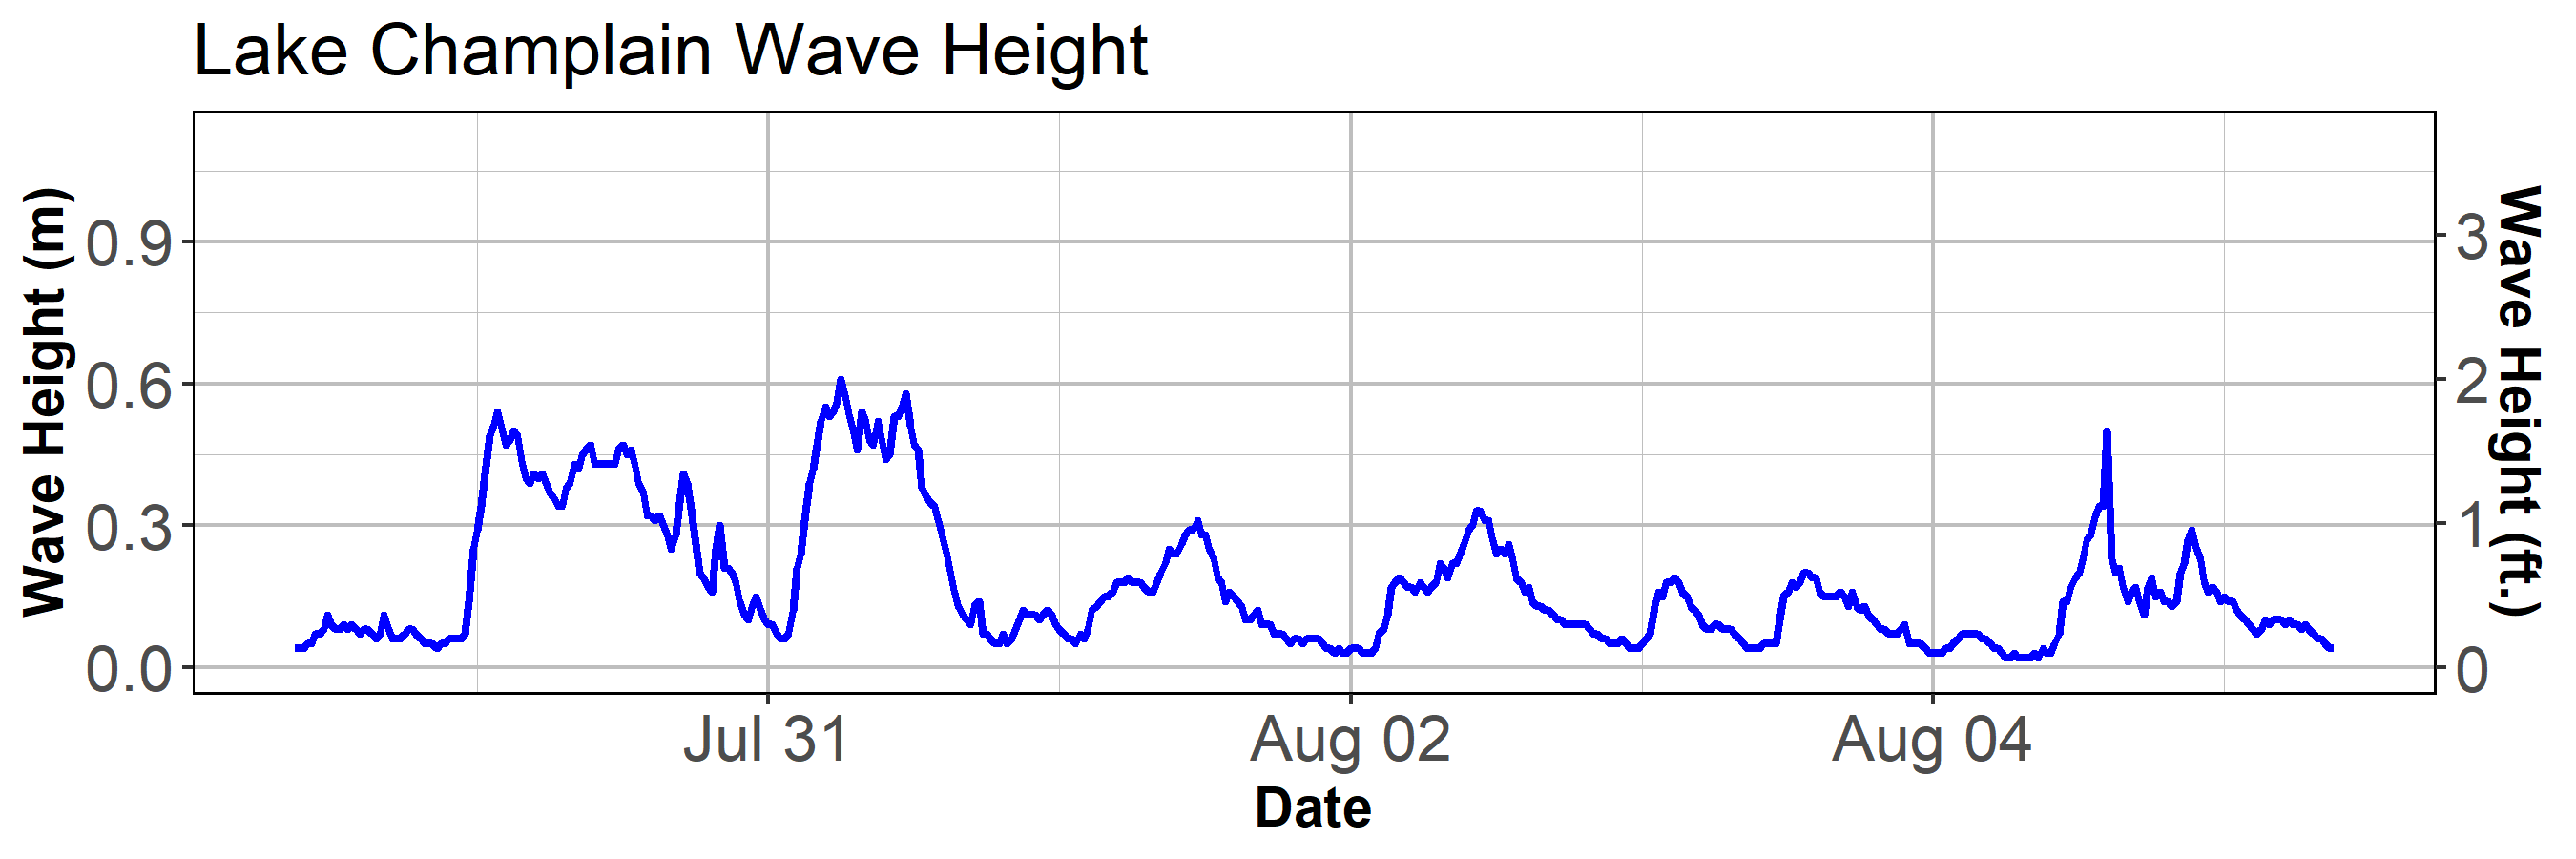 Lake Champlain Wave Height
Wave Height (m)
0.9
0.6
0.3
0.0
3
2
1
0
Wave Height (ft.)
Jul 31 Aug 02 Aug 04
Date